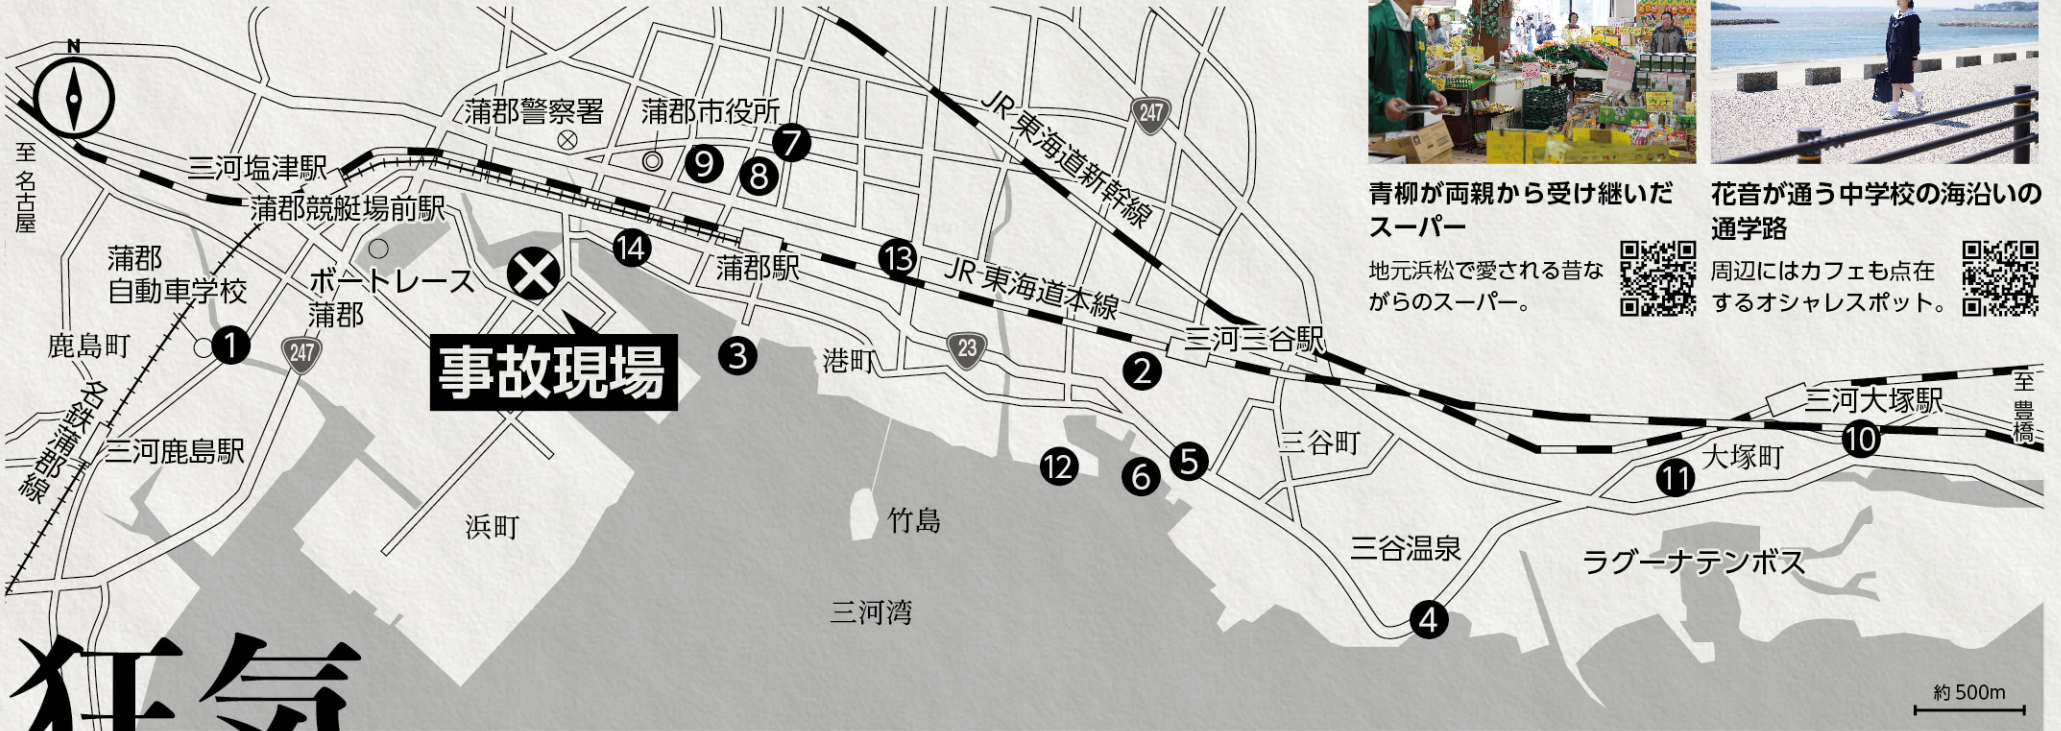 N
至 名古屋
三河塩津駅
蒲郡競艇場前駅
蒲郡警察署
蒲郡市役所
7
9
8
247
JR 東海道新幹線
蒲郡
自動車学校
ボートレース
蒲郡
14
蒲郡駅
13
JR 東海道本線
鹿島町
1
247
事故現場
3
港町
23
2
三河三谷駅
名鉄蒲郡線
三河鹿島駅
浜町
竹島
三河湾
12
6
5
三谷町
三河大塚駅
至 豊橋
10
11
大塚町
三谷温泉
4
ラグーナテンボス
約500m
狂気
青柳が両親から受け継いだ
スーパー
地元浜松で愛される昔な
がらのスーパー。
花音が通う中学校の海沿いの
通学路
周辺にはカフェも点在
するオシャレスポット。